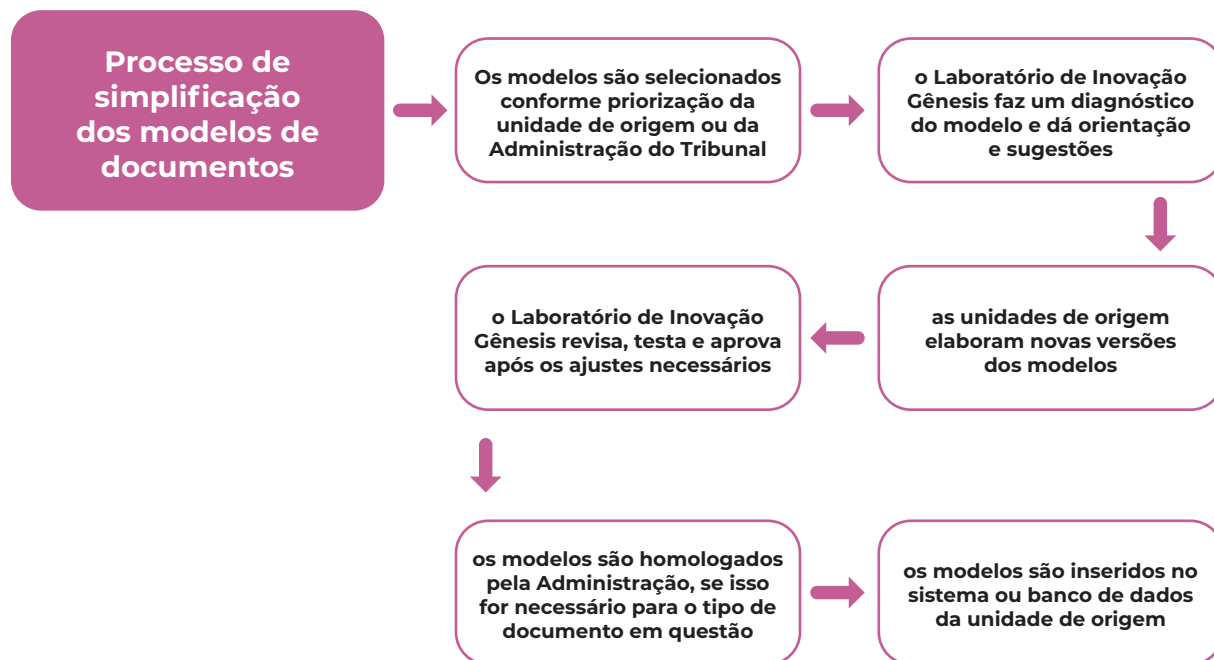 Processo de
simplificação
dos modelos de
documentos
Os modelos são selecionados
conforme priorização da
unidade de origem ou da
Administração do Tribunal
o Laboratório de Inovação
Gênesis faz um diagnóstico
do modelo e dá orientação
e sugestões
as unidades de origem
elaboram novas versões
dos modelos
o Laboratório de Inovação
Gênesis revisa, testa e aprova
após os ajustes necessários
os modelos são homologados
pela Administração, se isso
for necessário para o tipo de
documento em questão
os modelos são inseridos no
sistema ou banco de dados
da unidade de origem